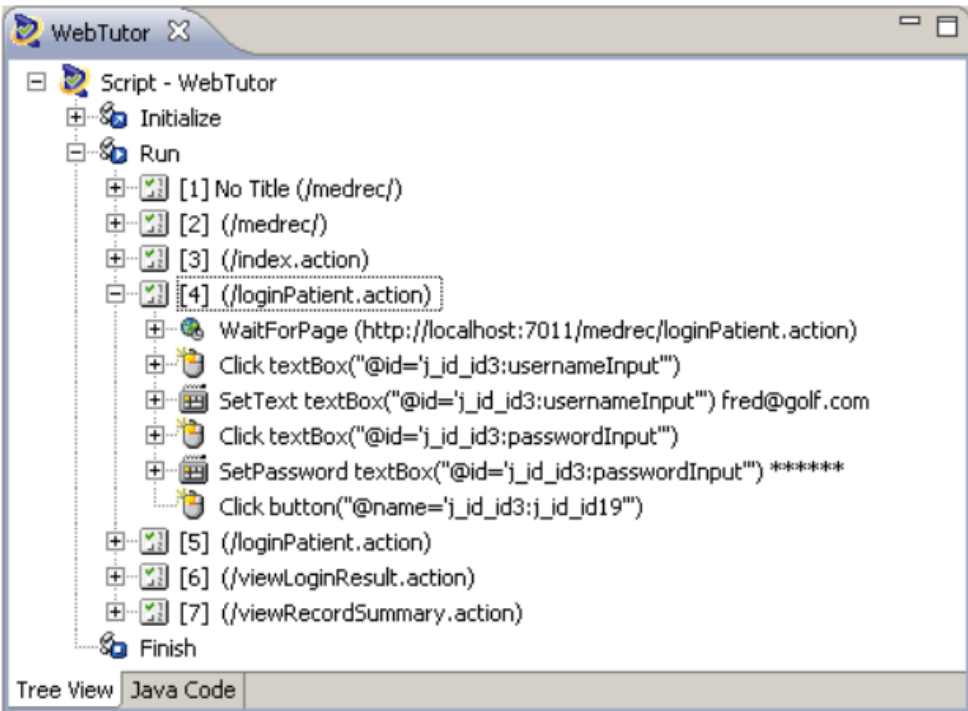 WebTutor
Script - WebTutor
Initialize
Run
[1] No Title (/medrec/)
[2] (/medrec/)
[3] (/index.action)
[4] (/loginPatient.action)
WaitForPage (http://localhost:7011/medrec/loginPatient.action)
Click textBox("@id='j_id_id3:usernameInput'")
SetText textBox("@id='j_id_id3:usernameInput'") fred@golf.com
Click textBox("@id='j_id_id3:passwordInput'")
SetPassword textBox("@id='j_id_id3:passwordInput'") ******
Click button("@name='j_id_id3:j_id_id19'")
[5] (/loginPatient.action)
[6] (/viewLoginResult.action)
[7] (/viewRecordSummary.action)
Finish
Tree View Java Code